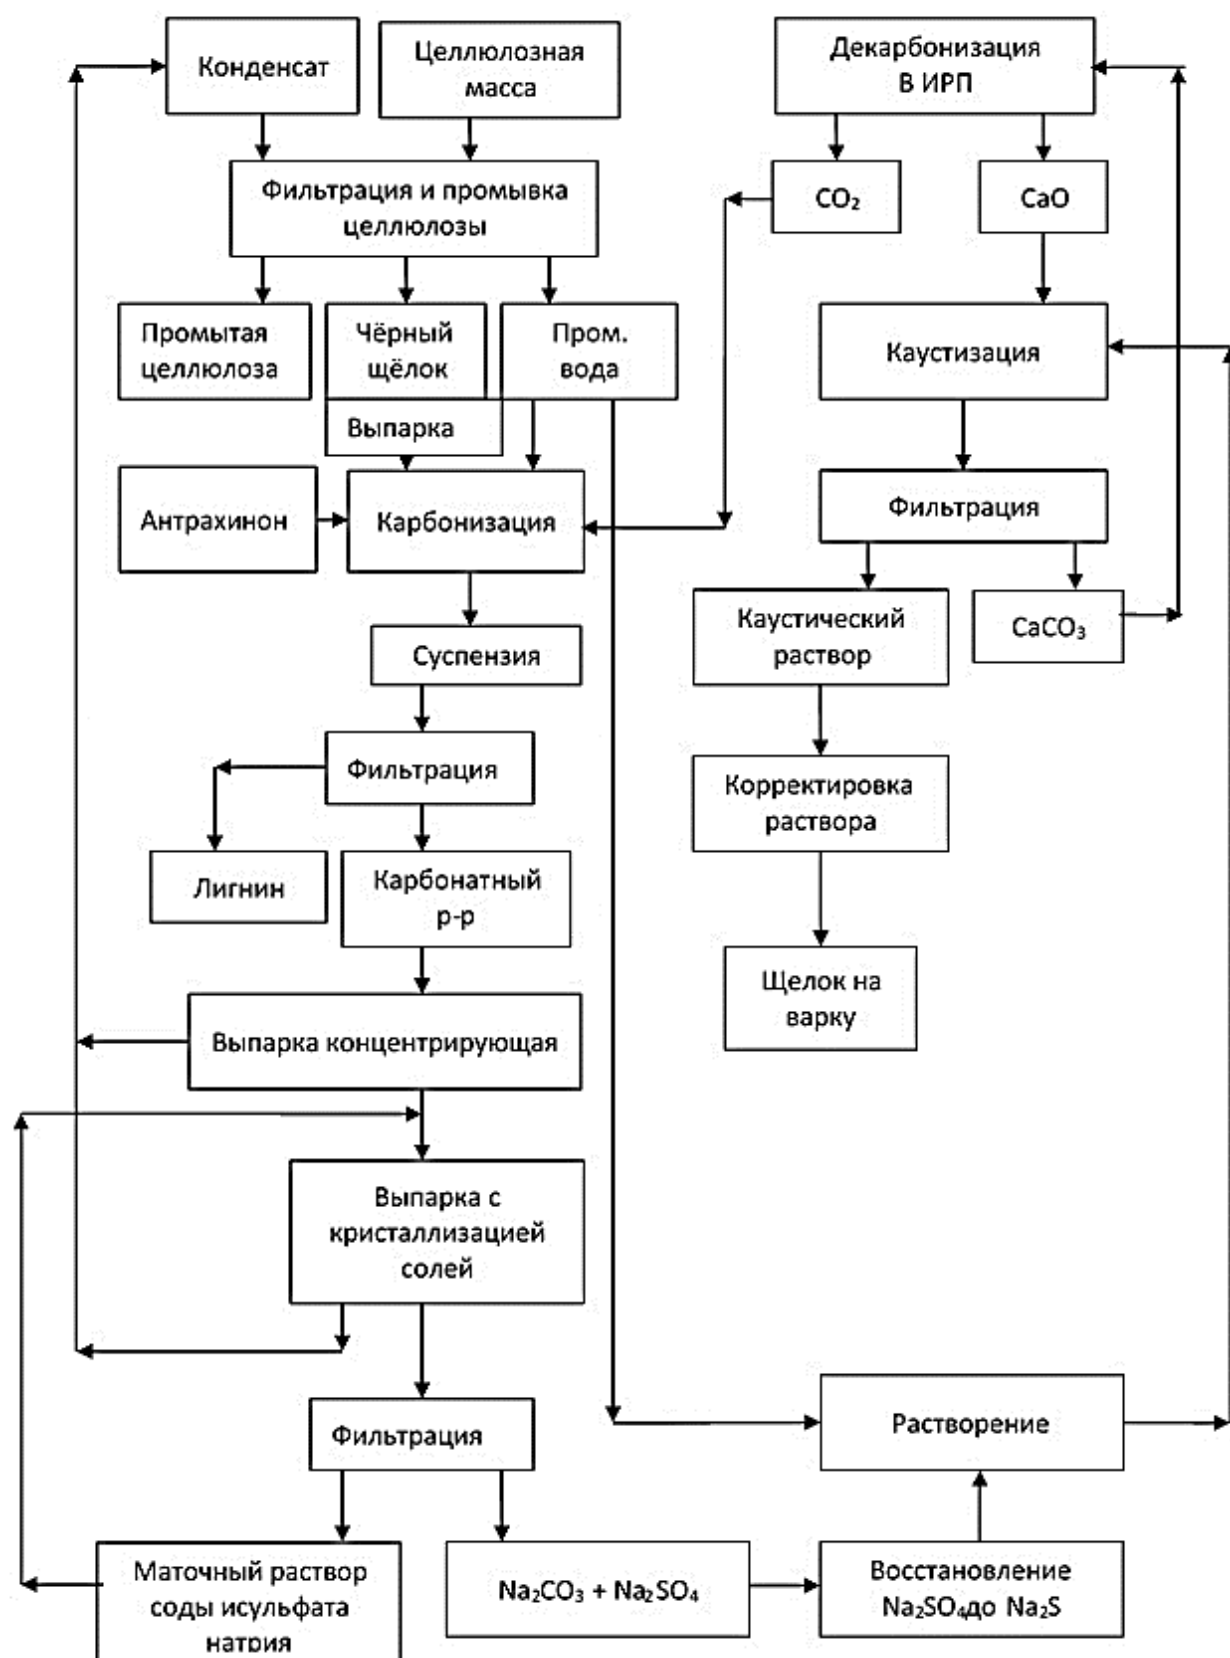 Конденсат
Целлюлозная
масса
Декарбонизация
В ИРП
Фильтрация и промывка
целлюлозы
CO₂
CaO
Промытая
целлюлоза
Чёрный
щёлок
Пром.
вода
Каустизация
Выпарка
Антрахинон
Карбонизация
Фильтрация
Каустический
раствор
CaCO₃
Суспензия
Фильтрация
Корректировка
раствора
Лигнин
Карбонатный
р-р
Щелок на
варку
Выпарка концентрирующая
Выпарка с
кристаллизацией
солей
Фильтрация
Растворение
Маточный раствор
соды исульфата
натрия
Na₂CO₃ + Na₂SO₄
Восстановление
Na₂SO₄до Na₂S